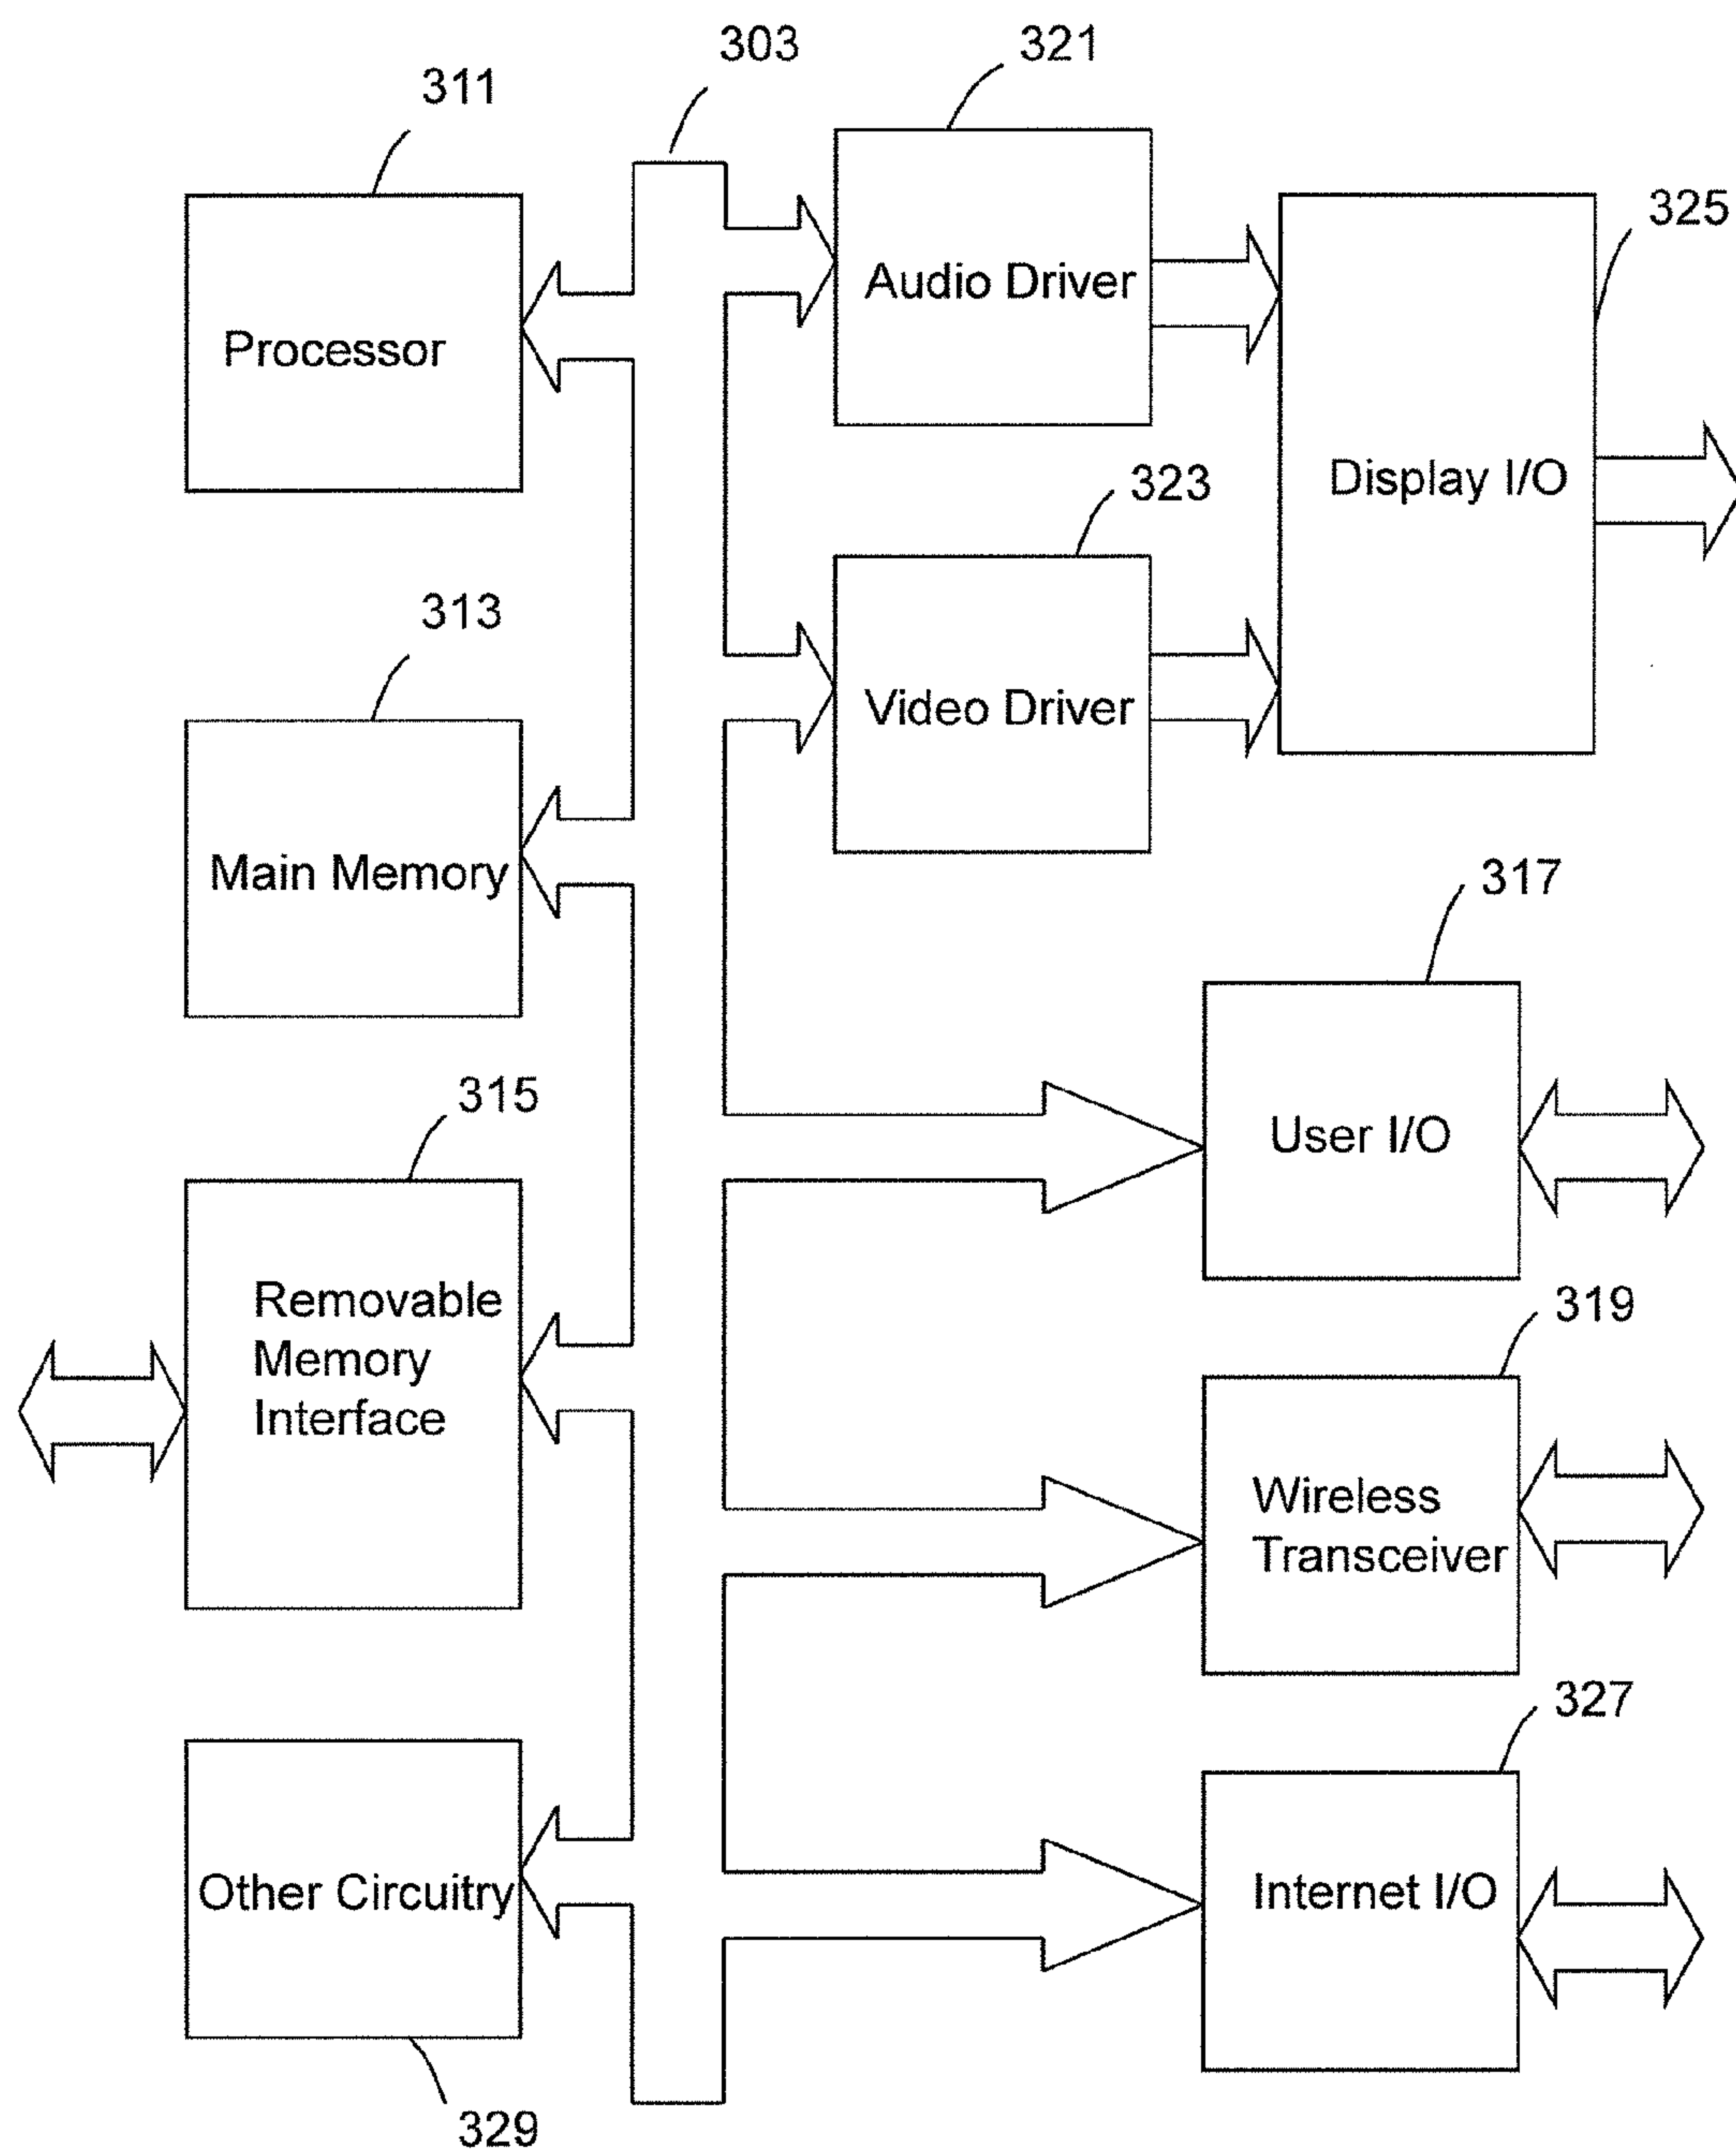 303
321
311
325
Audio Driver
Processor
Display I/O
323
313
Video Driver
Main Memory
317
315
User I/O
Removable
Memory
Interface
319
Wireless
Transceiver
327
Other Circuitry
Internet I/O
329